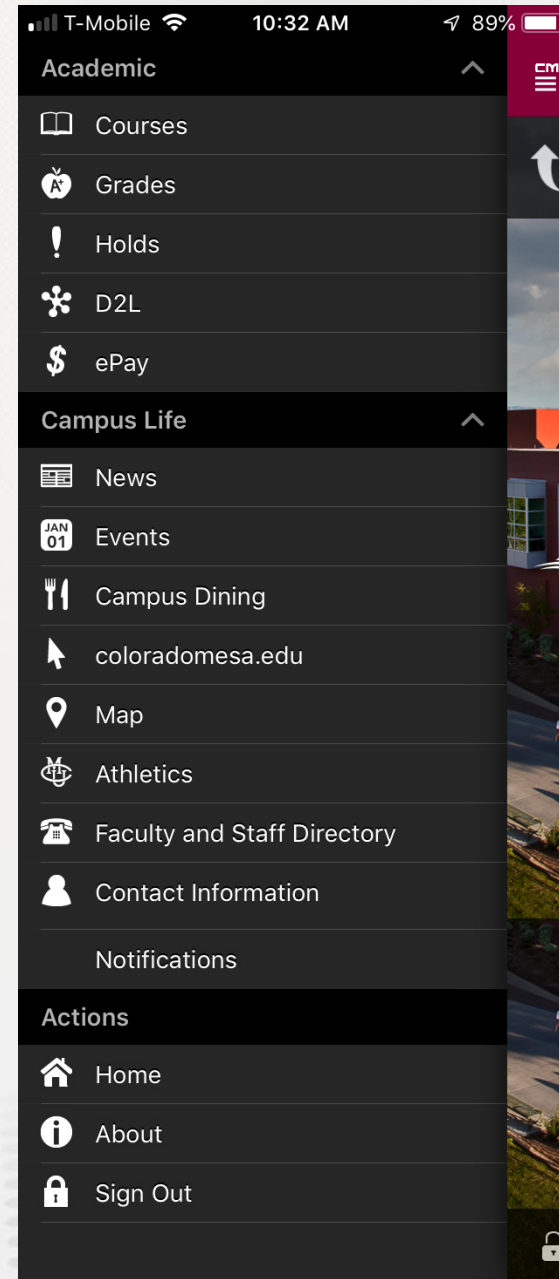 T-Mobile 10:32 AM 89%
Academic
CM
Courses
A+ Grades
Holds
D2L
$ ePay
Campus Life
News
JAN
01
Events
Campus Dining
coloradomesa.edu
Map
Athletics
Faculty and Staff Directory
Contact Information
Notifications
Actions
Home
i About
Sign Out